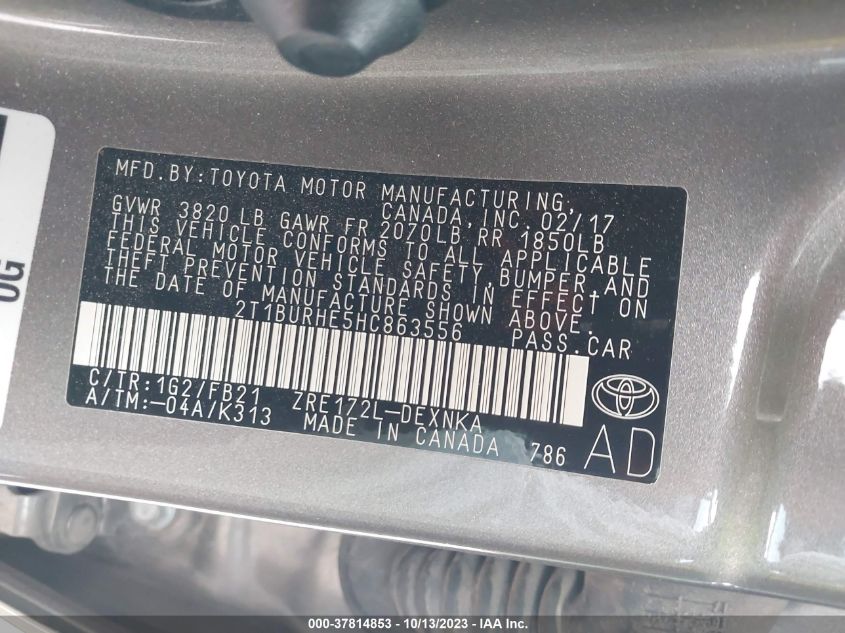 MFD.BY:TOYOTA MOTOR MANUFACTURING,
CANADA, INC. 02/17
GVWR 3820 LB GAWR FR 2070LB RR 1850LB
THIS VEHICLE CONFORMS TO ALL APPLICABLE
FEDERAL MOTOR VEHICLE SAFETY, BUMPER, AND
THEFT PREVENTION STANDARDS IN EFFECT ON
THE DATE OF MANUFACTURE SHOWN ABOVE.
2T1BURHE5HC863556 PASS.CAR
C/TR:1G2/FB21 ZRE172L-DEXNKA
A/TM:-04A/K313 MADE IN CANADA 786
AD
OG
000-37814853 - 10/13/2023 - Copyright © IAA, Inc.